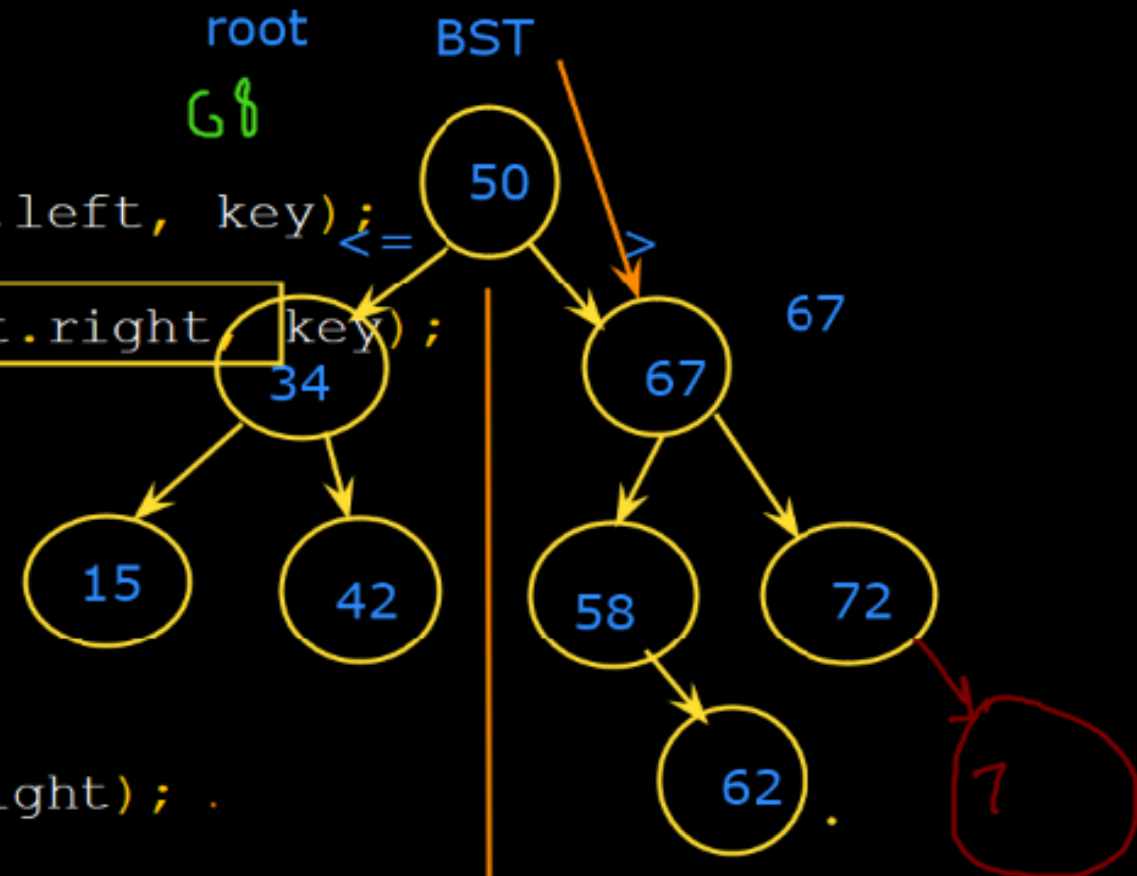 root BST
G8
50
.left, key);
<= >
t.right, key); 67
34 67
15 42 58 72
62 7
ight);